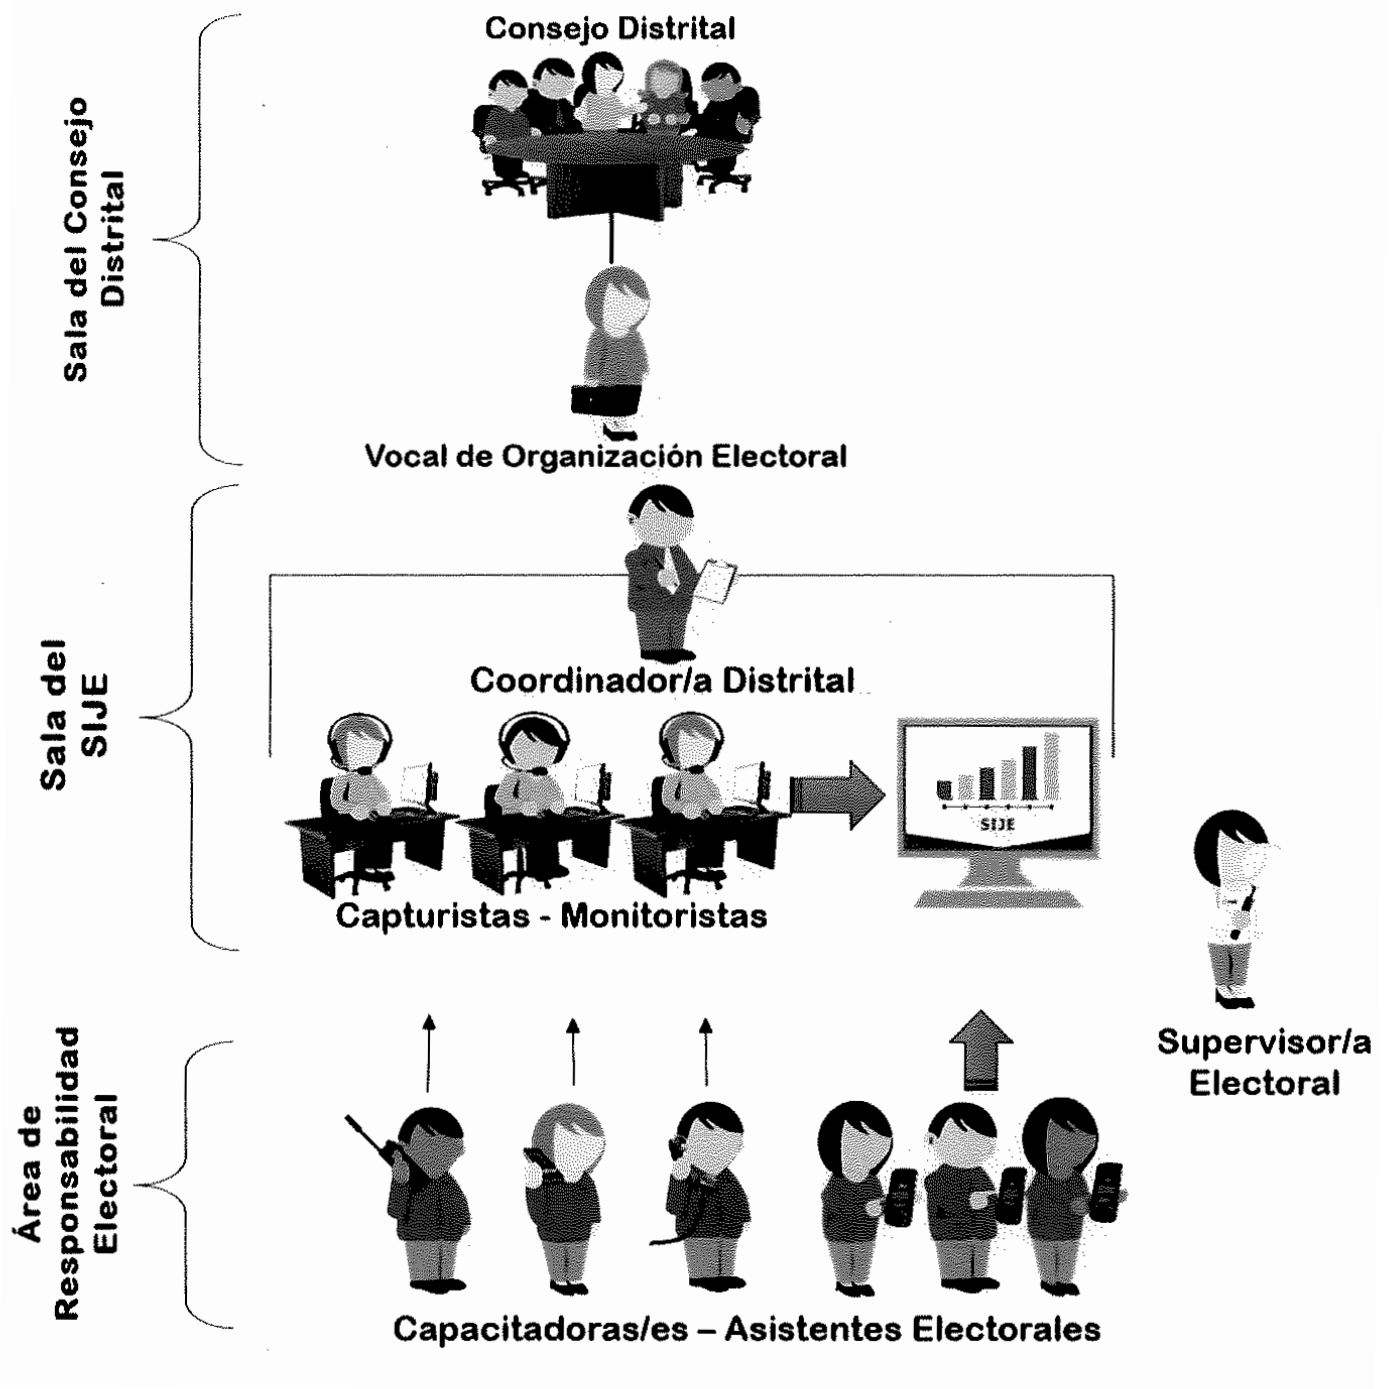 Consejo Distrital
Sala del Consejo
Distrital
Vocal de Organización Electoral
Sala del
SIJE
Coordinador/a Distrital
SIJE
Capturistas - Monitoristas
Supervisor/a
Electoral
Área de
Responsabilidad
Electoral
Capacitadoras/es – Asistentes Electorales